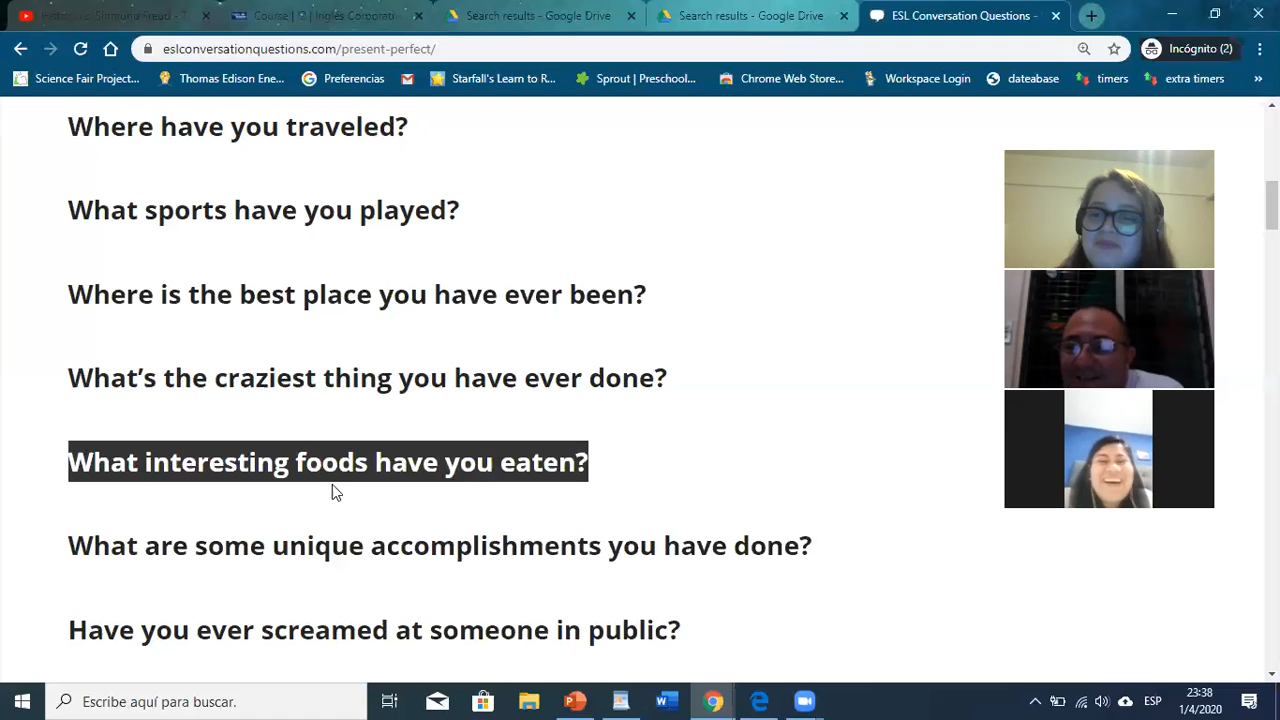 Course | Inglés Corporati
Search results - Google Drive
Search results - Google Drive
ESL Conversation Questions -
eslconversationquestions.com/present-perfect/
Incógnito (2)
Science Fair Project...
Thomas Edison Ene...
Preferencias
Starfall's Learn to R...
Sprout | Preschool...
Chrome Web Store...
Workspace Login
dateabase
timers
extra timers
»
Where have you traveled?
What sports have you played?
Where is the best place you have ever been?
What's the craziest thing you have ever done?
What interesting foods have you eaten?
What are some unique accomplishments you have done?
Have you ever screamed at someone in public?
Escribe aquí para buscar.
ESP
23:38
1/4/2020